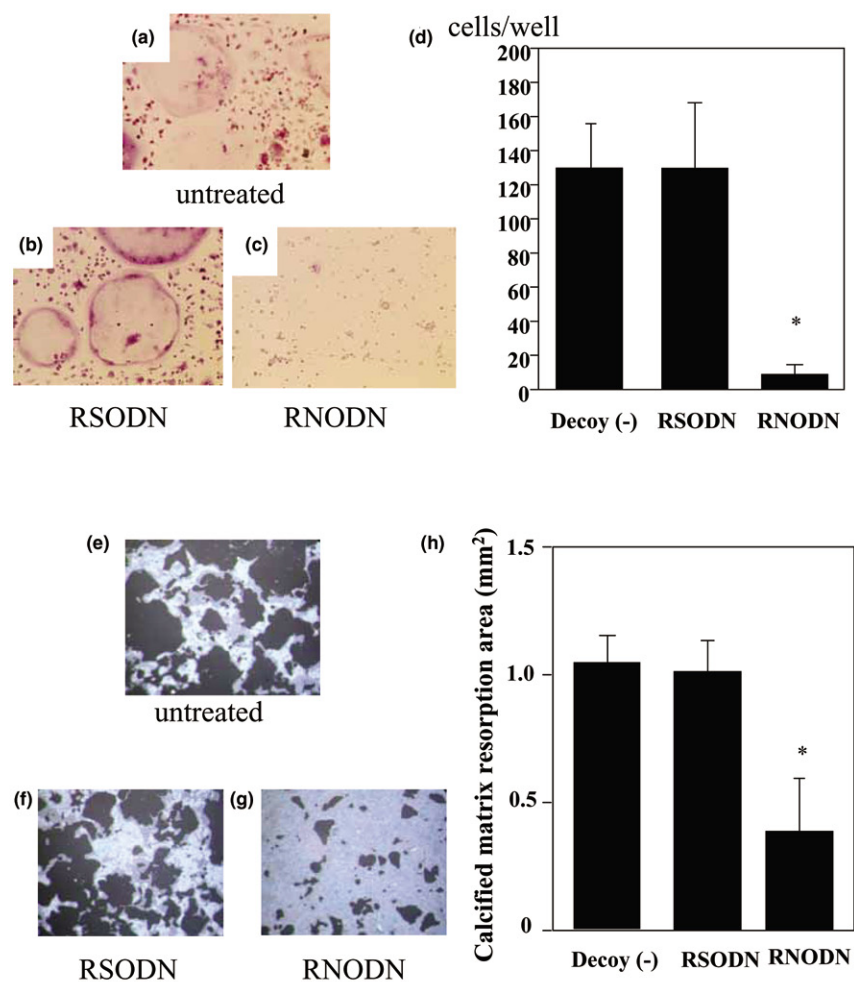 (a)
untreated
(b)
(c)
RSODN
RNODN
(d)
cells/well
200
180
160
140
120
100
80
60
40
20
0
*
Decoy (-)
RSODN
RNODN
(e)
untreated
(f)
(g)
RSODN
RNODN
(h)
Calcified matrix resorption area (mm²)
1.5
1.0
0.5
0
*
Decoy (-)
RSODN
RNODN